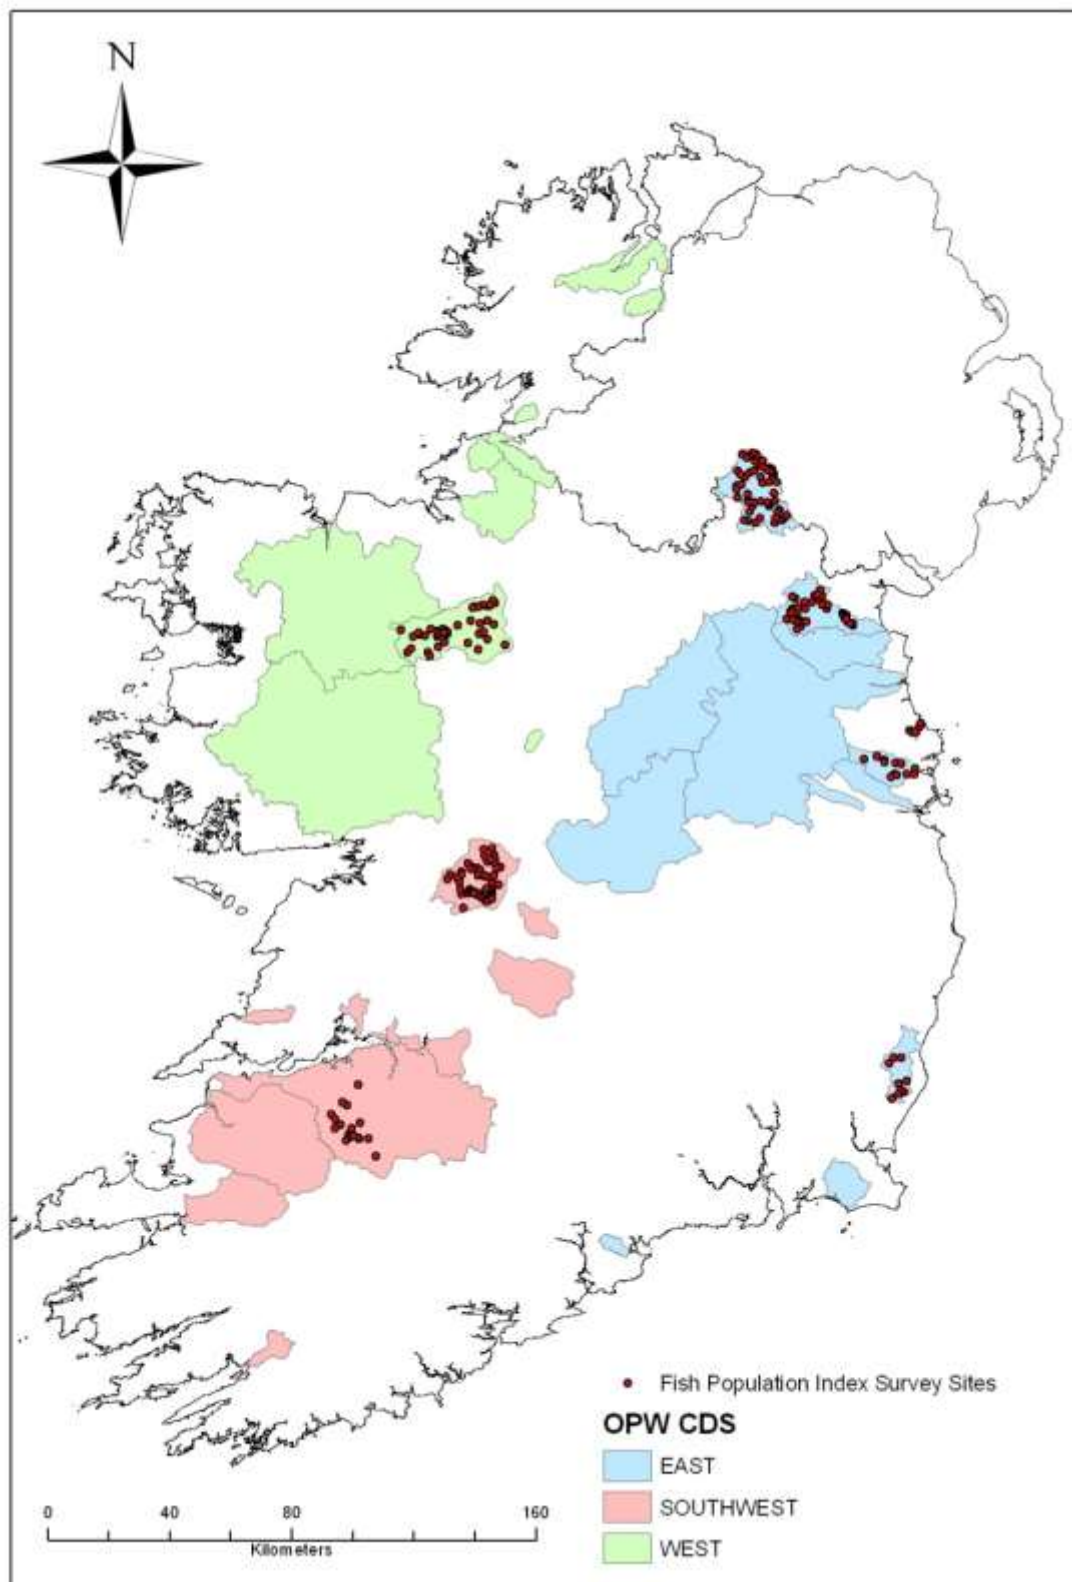 N
Fish Population Index Survey Sites
OPW CDS
EAST
SOUTHWEST
WEST
0 40 80 160
Kilometers